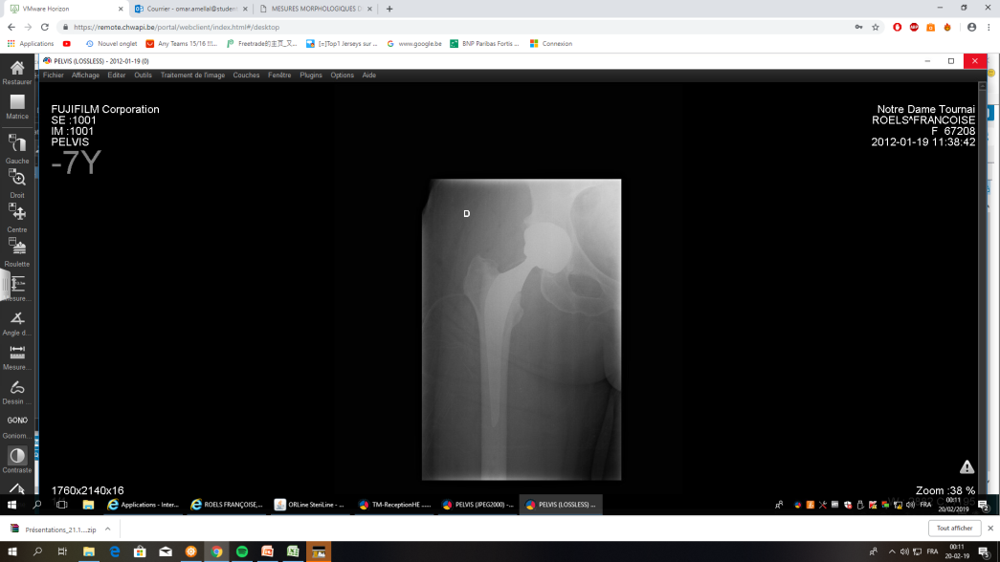 VMware Horizon
Courrier - omar.amellal@student
MESURES MORPHOLOGIQUES D
https://remote.chwapi.be/portal/webclient/index.html#/desktop
Applications
Nouvel onglet
Any Teams 15/16 !!!...
Freetrade的主页_又...
[=]Top1 Jerseys sur...
www.google.be
BNP Paribas Fortis ...
Connexion
PELVIS (LOSSLESS) - 2012-01-19 (0)
Restaurer
Fichier Affichage Editer Outils Traitement de l'image Couches Fenêtre Plugins Options Aide
Matrice
Gauche
Droit
Centre
Roulette
Mesure...
Angle d...
Mesure...
Dessin ...
GONO
Goniom...
Contraste
FUJIFILM Corporation
SE :1001
IM :1001
PELVIS
-7Y
Notre Dame Tournai
ROELS^FRANCOISE
F 67208
2012-01-19 11:38:42
D
1760x2140x16
Zoom :38 %
Applications - Inter...
ROELS FRANÇOISE,...
ORLine SteriLine - ...
TM-ReceptionHE ......
PELVIS (JPEG2000) -...
PELVIS (LOSSLESS) ...
FRA
00:11
20/02/2019
Présentations_21.1....zip
Tout afficher
FRA
00:11
20-02-19